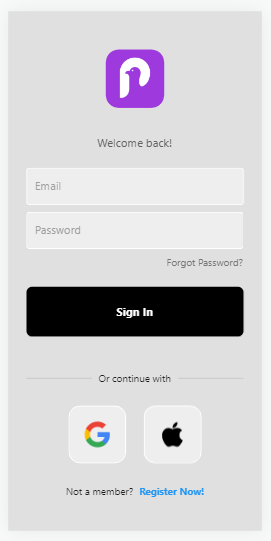 Welcome back!
Email
Password
Forgot Password?
Sign In
Or continue with
Not a member? Register Now!